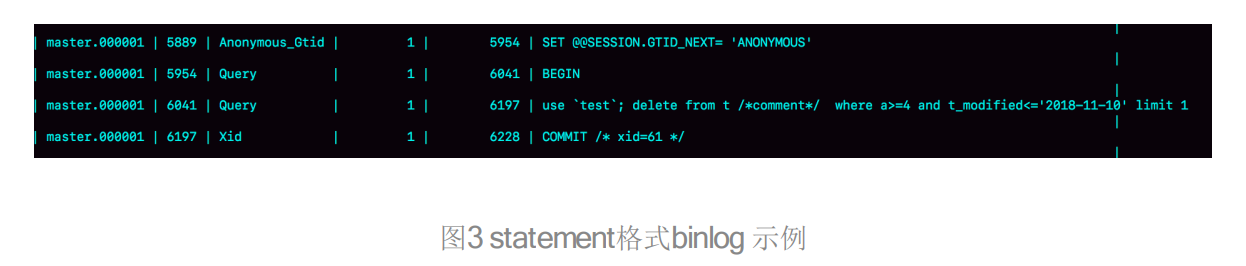 | master.000001 | 5889 | Anonymous_Gtid | 1 | 5954 | SET @@SESSION.GTID_NEXT= 'ANONYMOUS' |
| master.000001 | 5954 | Query | 1 | 6041 | BEGIN |
| master.000001 | 6041 | Query | 1 | 6197 | use `test`; delete from t /*comment*/ where a>=4 and t_modified<='2018-11-10' limit 1 |
| master.000001 | 6197 | Xid | 1 | 6228 | COMMIT /* xid=61 */ |
图3 statement格式binlog 示例